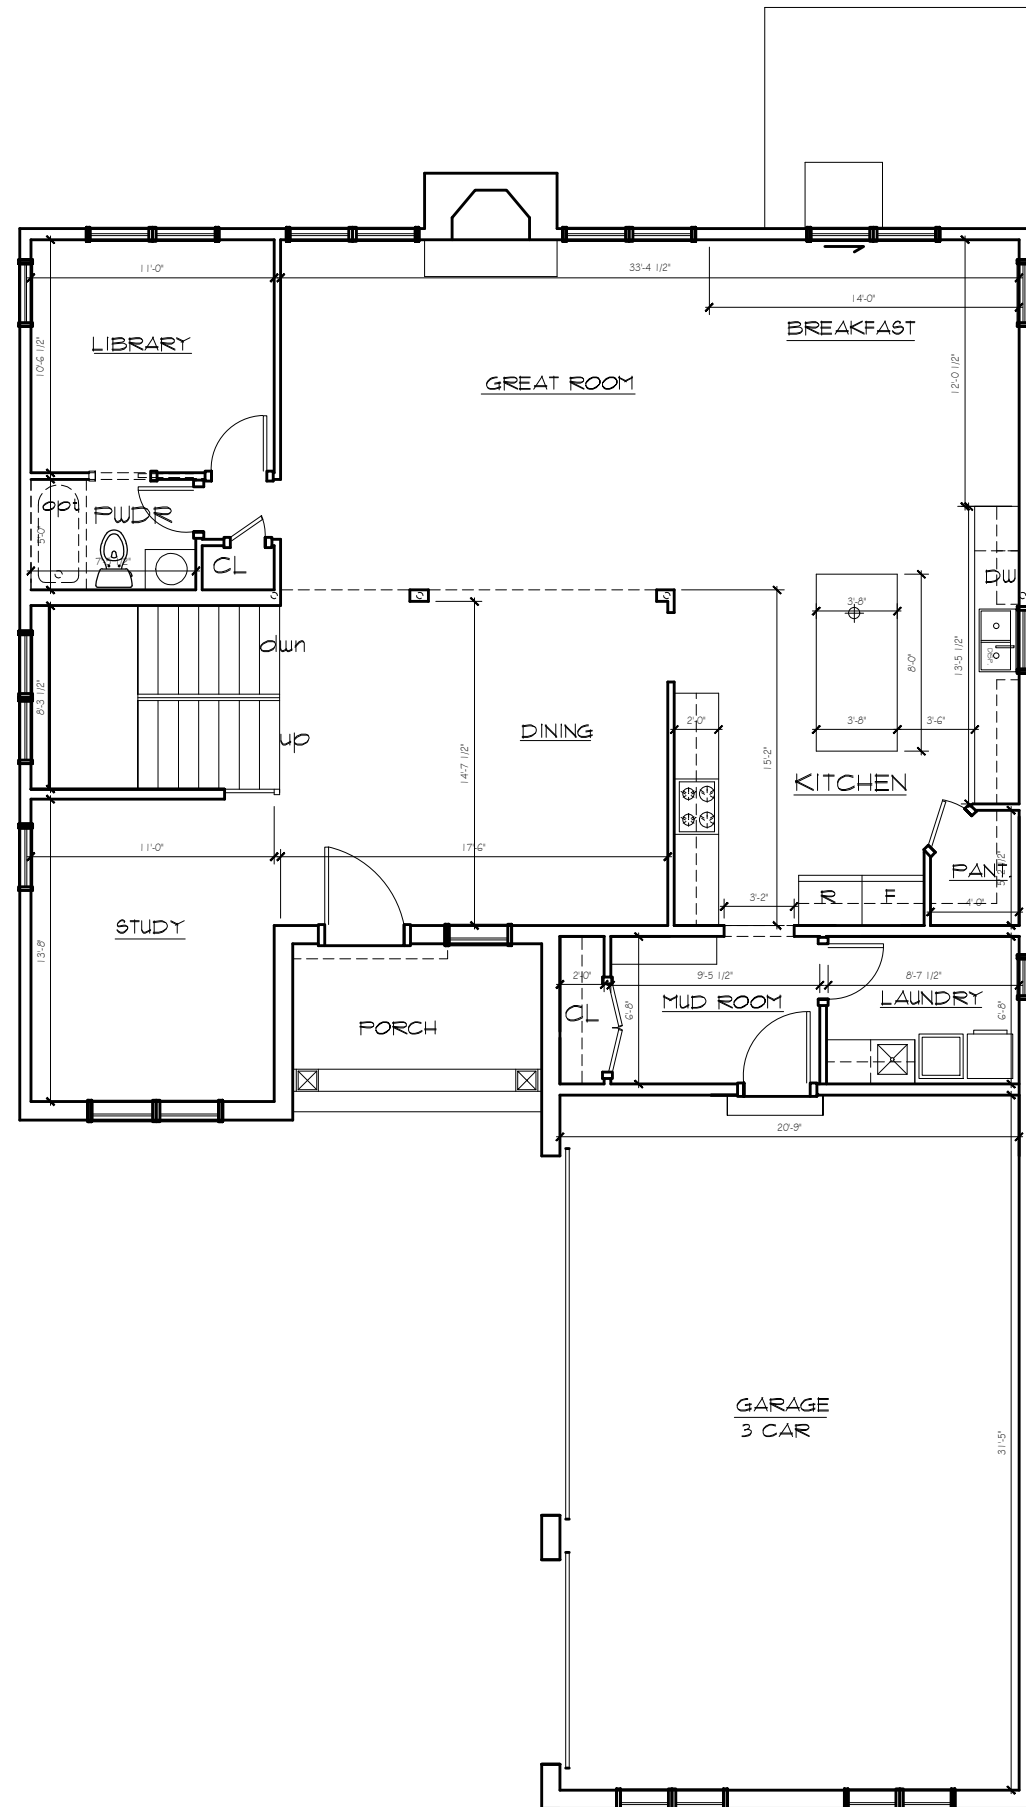 11'-0"
33'-4 1/2"
14'-0"
BREAKFAST
LIBRARY
10'-6 1/2"
12'-0 1/2"
GREAT ROOM
opt
PWDR
5'-0"
CL
DW
3'-8"
dwn
8'-0"
13'-5 1/2"
DISP.
8'-3 1/2"
2'-0"
3'-8"
3'-6"
up
DINING
14'-7 1/2"
15'-2"
KITCHEN
11'-0"
17'-6"
PANT.
R
F
3'-2"
4'-0"
STUDY
13'-8"
2'-0"
9'-5 1/2"
8'-7 1/2"
MUD ROOM
LAUNDRY
CL
6'-8"
6'-8"
PORCH
20'-9"
GARAGE
3 CAR
31'-5"